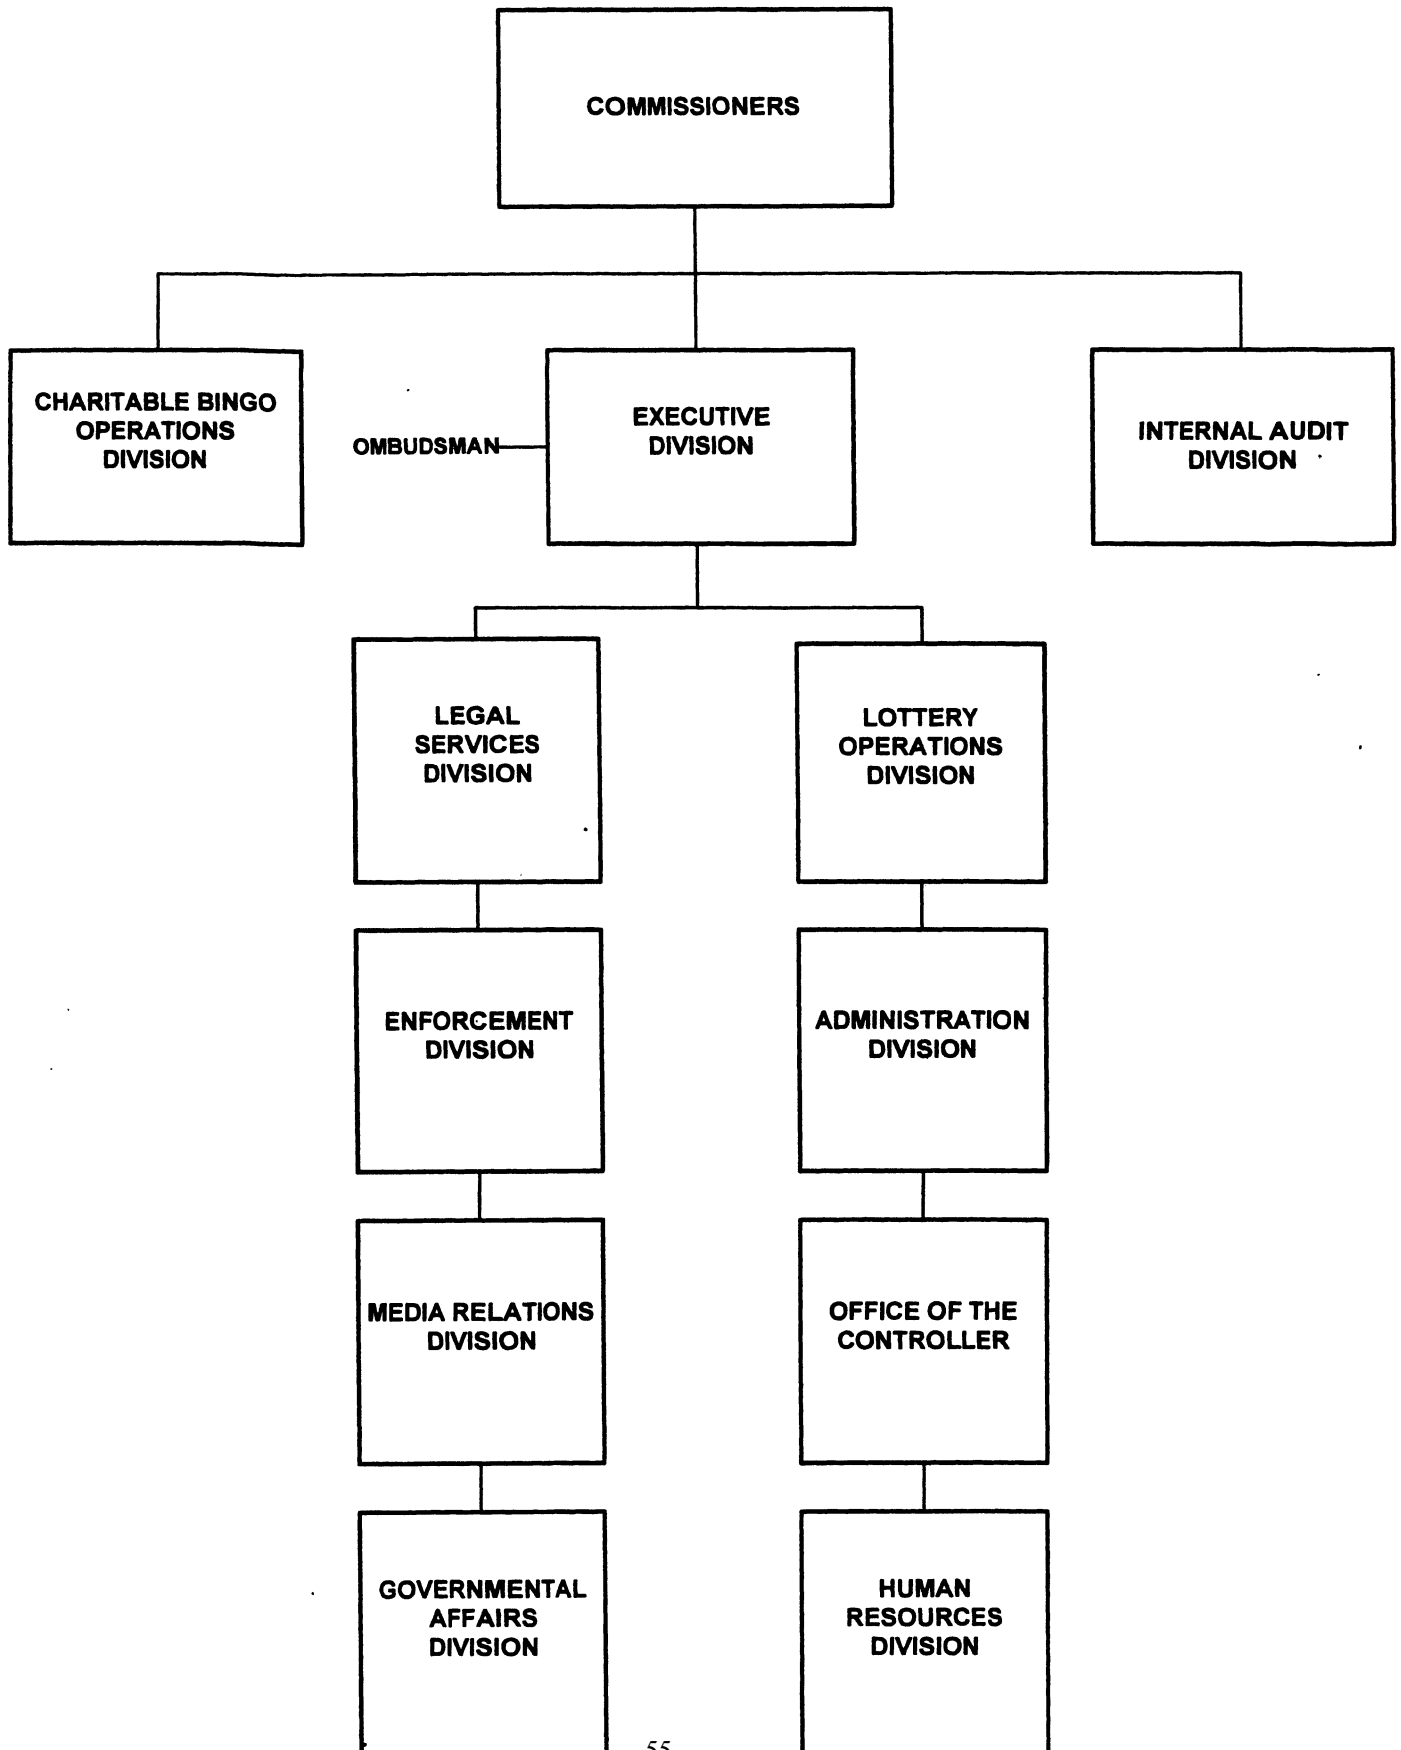 COMMISSIONERS
CHARITABLE BINGO
OPERATIONS
DIVISION
OMBUDSMAN
EXECUTIVE
DIVISION
INTERNAL AUDIT
DIVISION
LEGAL
SERVICES
DIVISION
LOTTERY
OPERATIONS
DIVISION
ENFORCEMENT
DIVISION
ADMINISTRATION
DIVISION
MEDIA RELATIONS
DIVISION
OFFICE OF THE
CONTROLLER
GOVERNMENTAL
AFFAIRS
DIVISION
HUMAN
RESOURCES
DIVISION
55